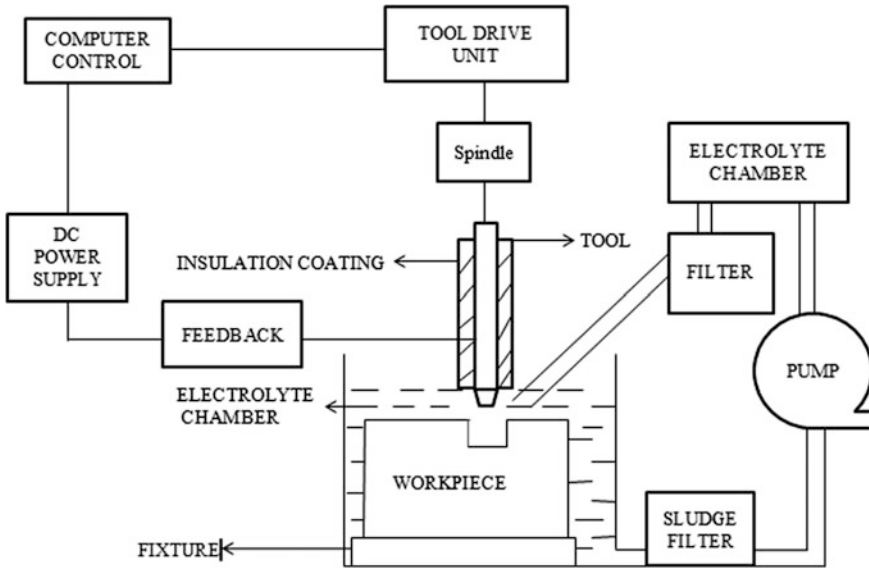 COMPUTER
CONTROL
TOOL DRIVE
UNIT
Spindle
ELECTROLYTE
CHAMBER
DC
POWER
SUPPLY
INSULATION COATING
TOOL
FILTER
FEEDBACK
PUMP
ELECTROLYTE
CHAMBER
WORKPIECE
SLUDGE
FILTER
FIXTURE